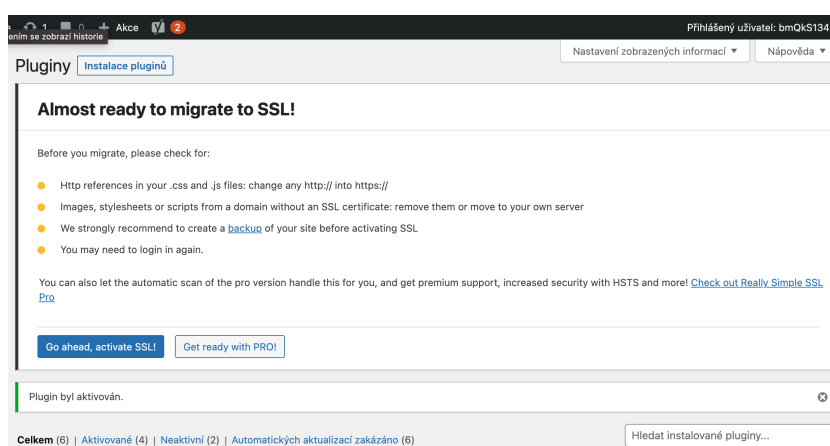 1 0 + Akce 2 Přihlášený uživatel: bmQkS134
ením se zobrazí historie
Nastavení zobrazených informací ▼ Nápověda ▼
Pluginy Instalace pluginů
Almost ready to migrate to SSL!
Before you migrate, please check for:
Http references in your .css and .js files: change any http:// into https://
Images, stylesheets or scripts from a domain without an SSL certificate: remove them or move to your own server
We strongly recommend to create a backup of your site before activating SSL
You may need to login in again.
You can also let the automatic scan of the pro version handle this for you, and get premium support, increased security with HSTS and more! Check out Really Simple SSL
Pro
Go ahead, activate SSL! Get ready with PRO!
Plugin byl aktivován.
Celkem (6) | Aktivované (4) | Neaktivní (2) | Automatických aktualizací zakázáno (6) Hledat instalované pluginy...